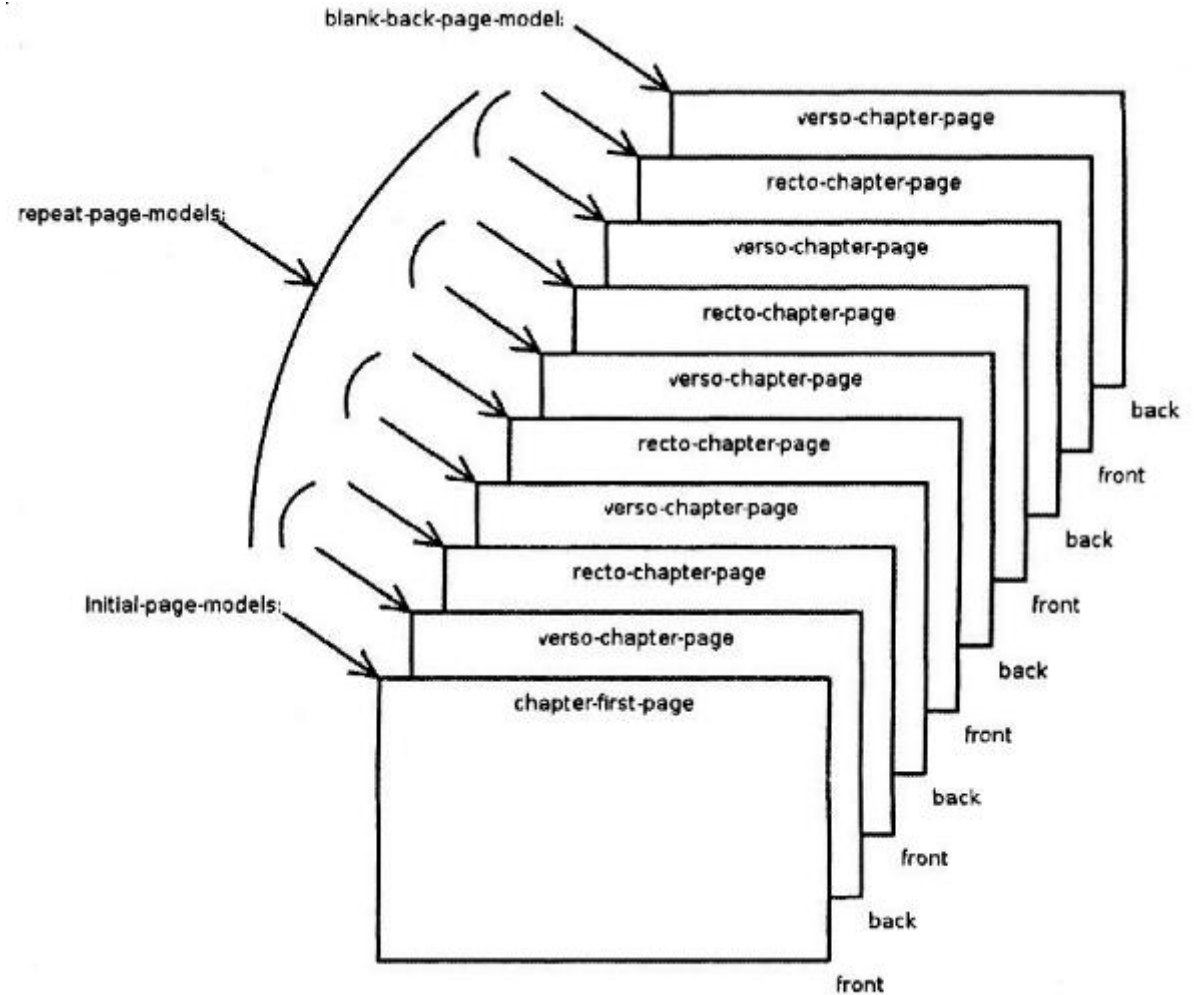 blank-back-page-model:
verso-chapter-page
recto-chapter-page
repeat-page-models:
verso-chapter-page
recto-chapter-page
verso-chapter-page
back
recto-chapter-page
front
verso-chapter-page
back
recto-chapter-page
front
initial-page-models:
verso-chapter-page
back
chapter-first-page
front
back
front
back
front